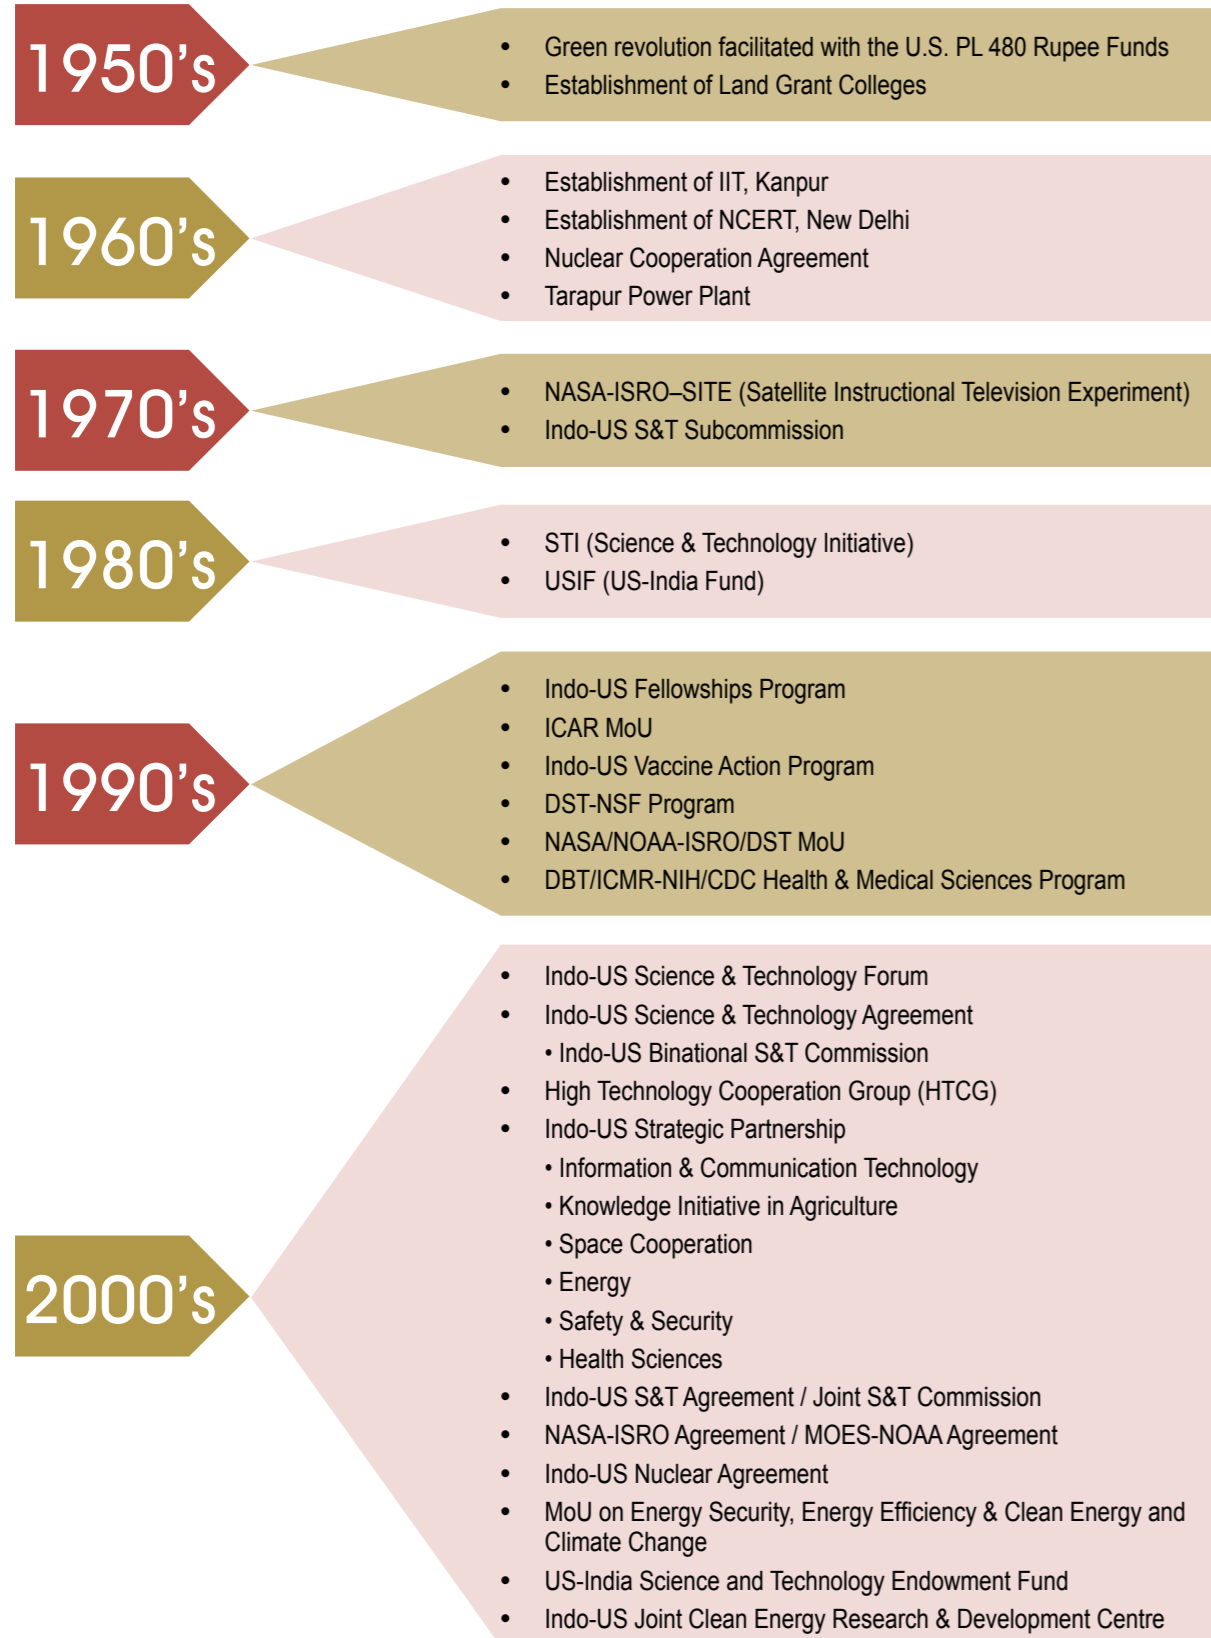 1950's
• Green revolution facilitated with the U.S. PL 480 Rupee Funds
• Establishment of Land Grant Colleges
1960's
• Establishment of IIT, Kanpur
• Establishment of NCERT, New Delhi
• Nuclear Cooperation Agreement
• Tarapur Power Plant
1970's
• NASA-ISRO–SITE (Satellite Instructional Television Experiment)
• Indo-US S&T Subcommission
1980's
• STI (Science & Technology Initiative)
• USIF (US-India Fund)
1990's
• Indo-US Fellowships Program
• ICAR MoU
• Indo-US Vaccine Action Program
• DST-NSF Program
• NASA/NOAA-ISRO/DST MoU
• DBT/ICMR-NIH/CDC Health & Medical Sciences Program
2000's
• Indo-US Science & Technology Forum
• Indo-US Science & Technology Agreement
• Indo-US Binational S&T Commission
• High Technology Cooperation Group (HTCG)
• Indo-US Strategic Partnership
• Information & Communication Technology
• Knowledge Initiative in Agriculture
• Space Cooperation
• Energy
• Safety & Security
• Health Sciences
• Indo-US S&T Agreement / Joint S&T Commission
• NASA-ISRO Agreement / MOES-NOAA Agreement
• Indo-US Nuclear Agreement
• MoU on Energy Security, Energy Efficiency & Clean Energy and
Climate Change
• US-India Science and Technology Endowment Fund
• Indo-US Joint Clean Energy Research & Development Centre